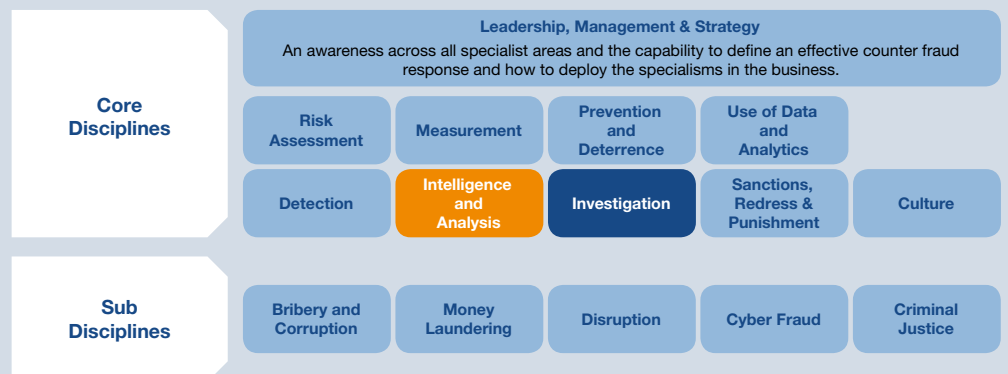 Core
Disciplines
Leadership, Management & Strategy
An awareness across all specialist areas and the capability to define an effective counter fraud
response and how to deploy the specialisms in the business.
Risk
Assessment
Measurement
Prevention
and
Deterrence
Use of Data
and
Analytics
Detection
Intelligence
and
Analysis
Investigation
Sanctions,
Redress &
Punishment
Culture
Sub
Disciplines
Bribery and
Corruption
Money
Laundering
Disruption
Cyber Fraud
Criminal
Justice